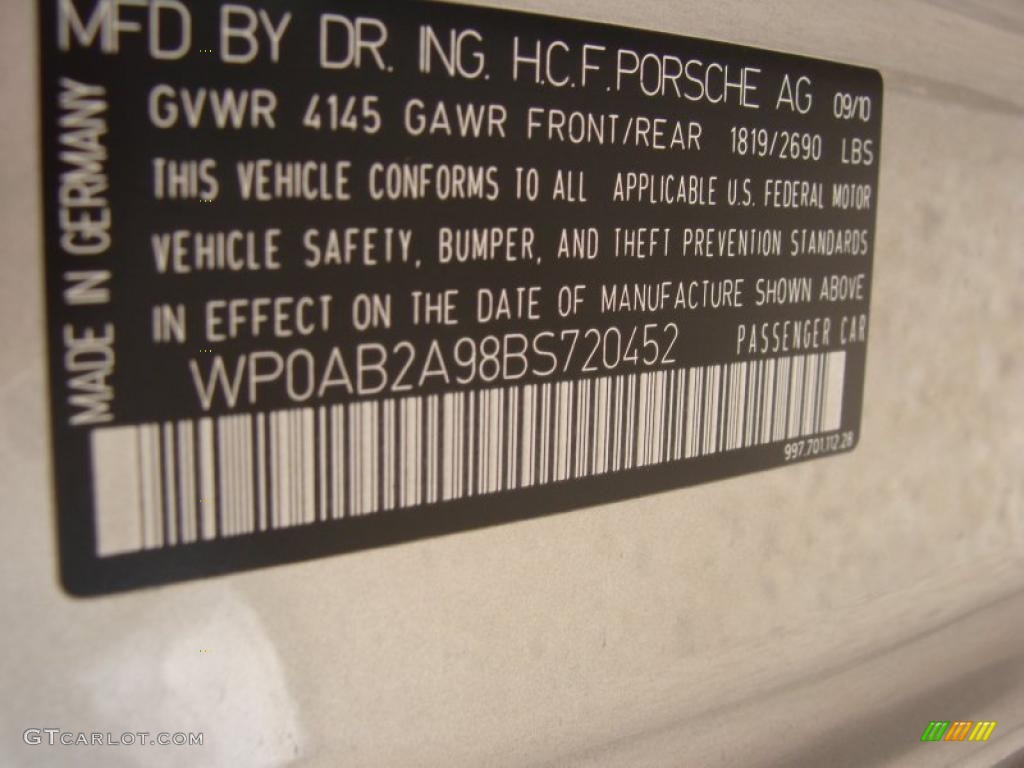 MFD BY DR. ING. H.C.F.PORSCHE AG 09/10
GVWR 4145 GAWR FRONT/REAR 1819/2690 LBS
THIS VEHICLE CONFORMS TO ALL APPLICABLE U.S. FEDERAL MOTOR
VEHICLE SAFETY, BUMPER, AND THEFT PREVENTION STANDARDS
IN EFFECT ON THE DATE OF MANUFACTURE SHOWN ABOVE
WP0AB2A98BS720452 PASSENGER CAR
997.701.112.28
MADE IN GERMANY
GTCARLOT.COM